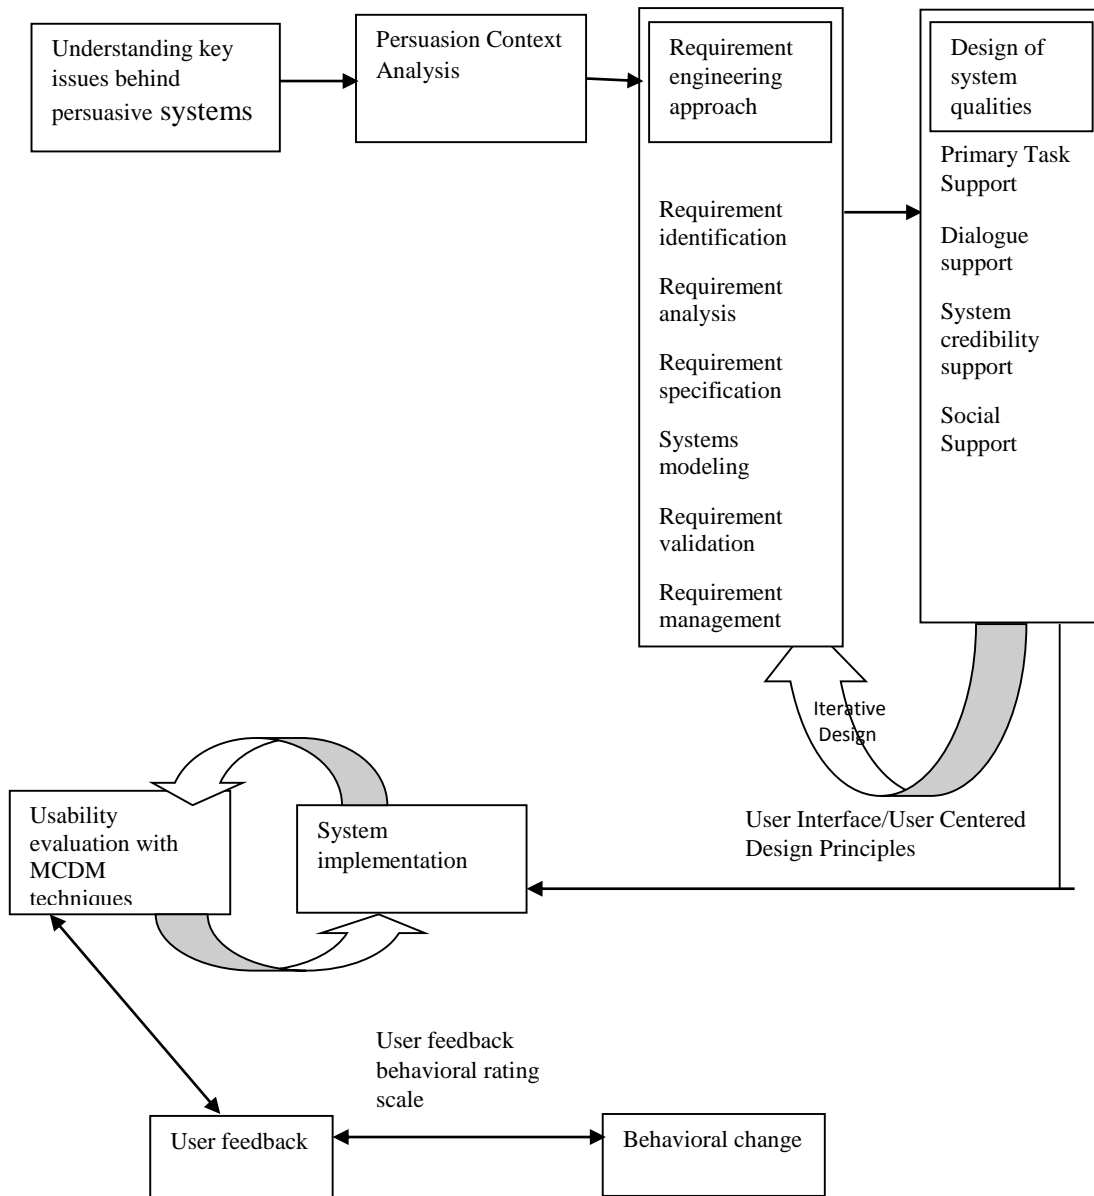 Understanding key
issues behind
persuasive systems
Persuasion Context
Analysis
Requirement
engineering
approach
Requirement
identification
Requirement
analysis
Requirement
specification
Systems
modeling
Requirement
validation
Requirement
management
Design of
system
qualities
Primary Task
Support
Dialogue
support
System
credibility
support
Social
Support
Iterative
Design
User Interface/User Centered
Design Principles
Usability
evaluation with
MCDM
techniques
System
implementation
User feedback
behavioral rating
scale
User feedback
Behavioral change